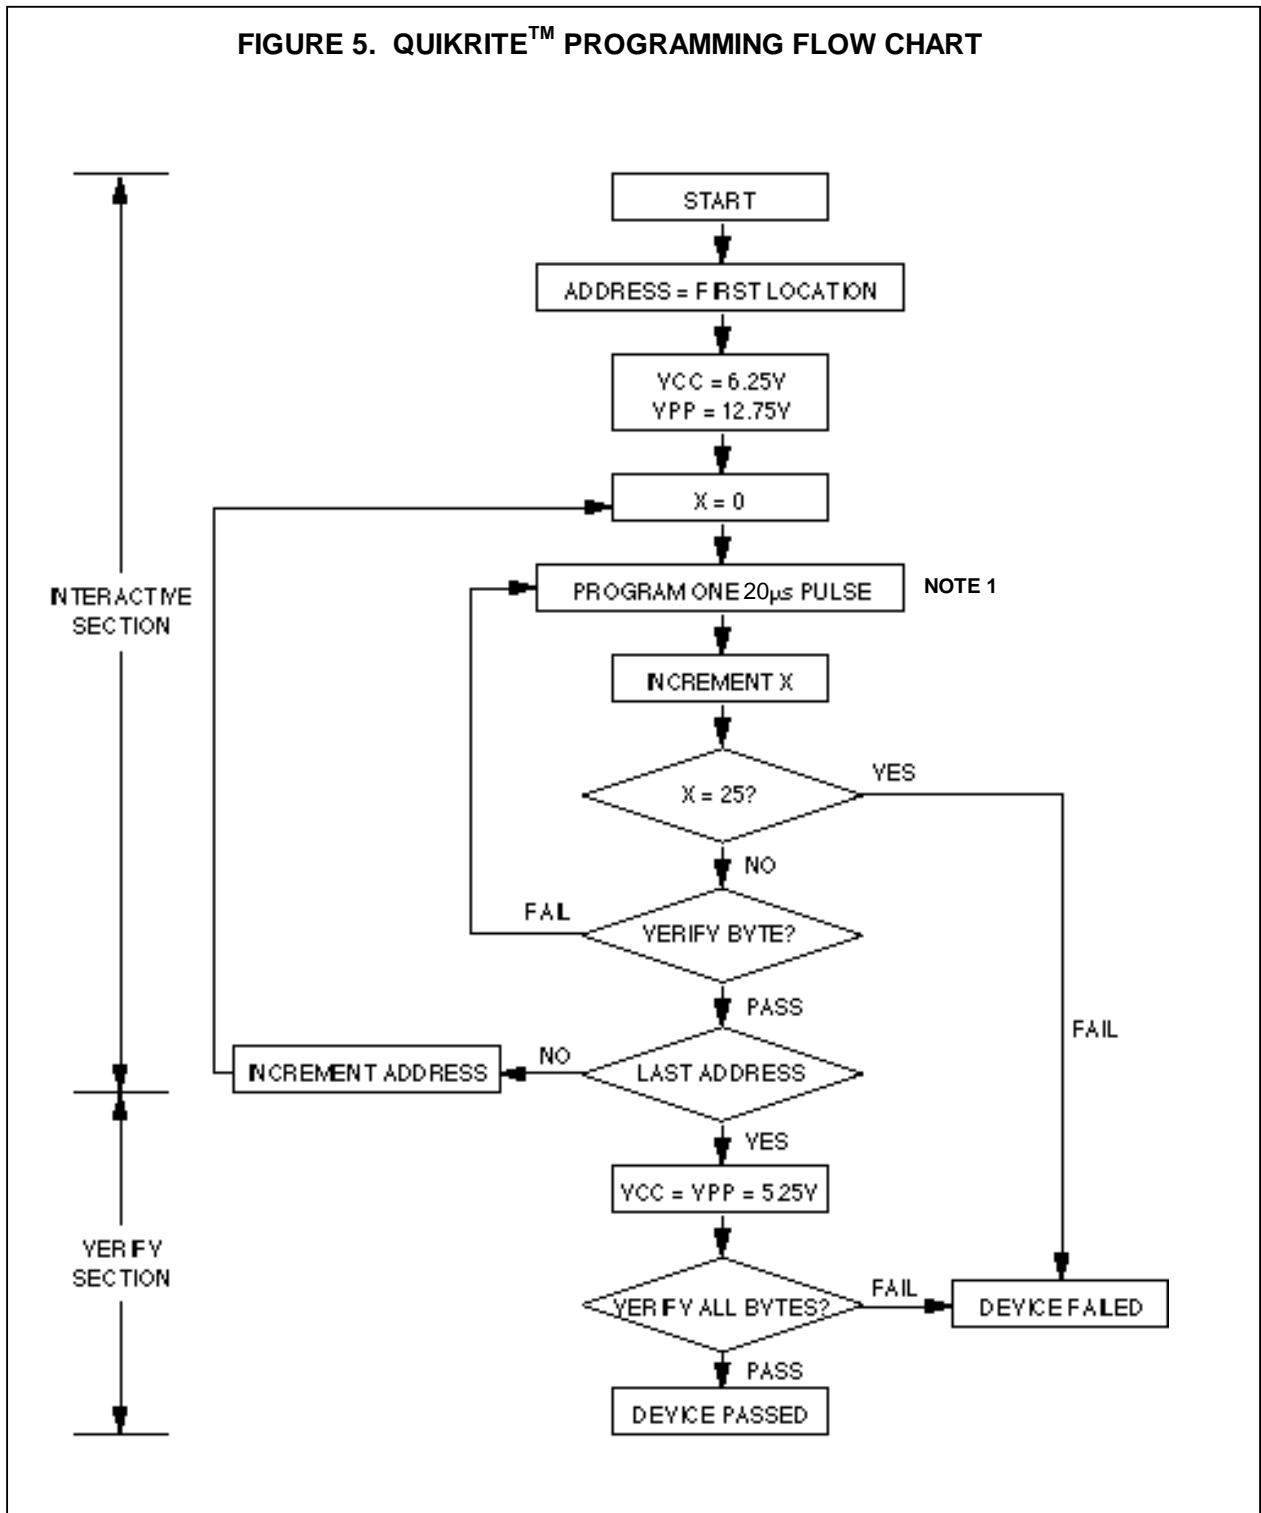 FIGURE 5. QUIKRITE™ PROGRAMMING FLOW CHART
START
ADDRESS = FIRST LOCATION
VCC = 6.25V
VPP = 12.75V
X = 0
PROGRAM ONE 20µs PULSE
NOTE 1
INTERACTIVE
SECTION
INCREMENT X
X = 25?
YES
NO
FAIL
VERIFY BYTE?
PASS
FAIL
INCREMENT ADDRESS
NO
LAST ADDRESS
YES
VCC = VPP = 5.25V
VERIFY
SECTION
VERIFY ALL BYTES?
FAIL
DEVICE FAILED
PASS
DEVICE PASSED